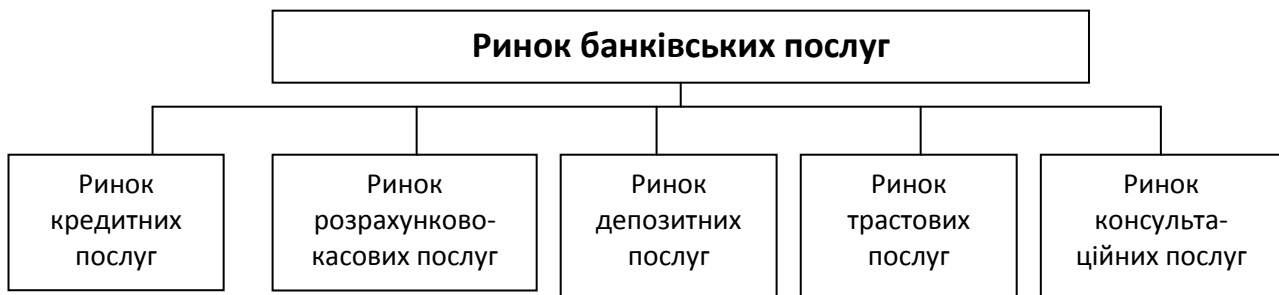 Ринок банківських послуг
Ринок
кредитних
послуг
Ринок
розрахунково-
касових послуг
Ринок
депозитних
послуг
Ринок
трастових
послуг
Ринок
консульта-
ційних послуг